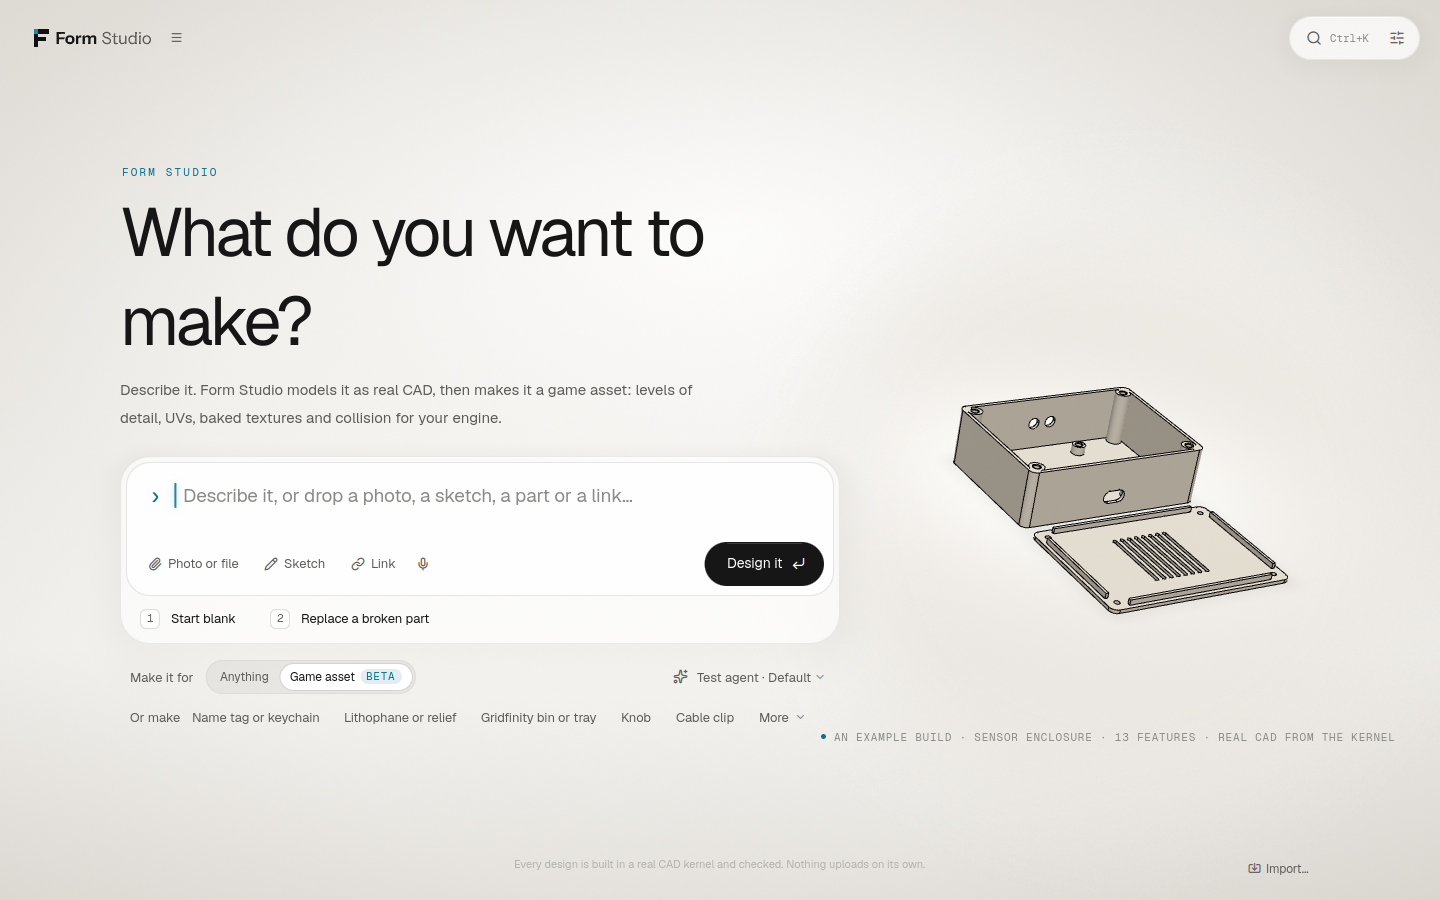 Form Studio
Ctrl+K
FORM STUDIO
What do you want to
make?
Describe it. Form Studio models it as real CAD, then makes it a game asset: levels of
detail, UVs, baked textures and collision for your engine.
› Describe it, or drop a photo, a sketch, a part or a link...
Photo or file Sketch Link Design it
1 Start blank 2 Replace a broken part
Make it for Anything Game asset BETA Test agent · Default
Or make Name tag or keychain Lithophane or relief Gridfinity bin or tray Knob Cable clip More
AN EXAMPLE BUILD · SENSOR ENCLOSURE · 13 FEATURES · REAL CAD FROM THE KERNEL
Every design is built in a real CAD kernel and checked. Nothing uploads on its own.
Import...